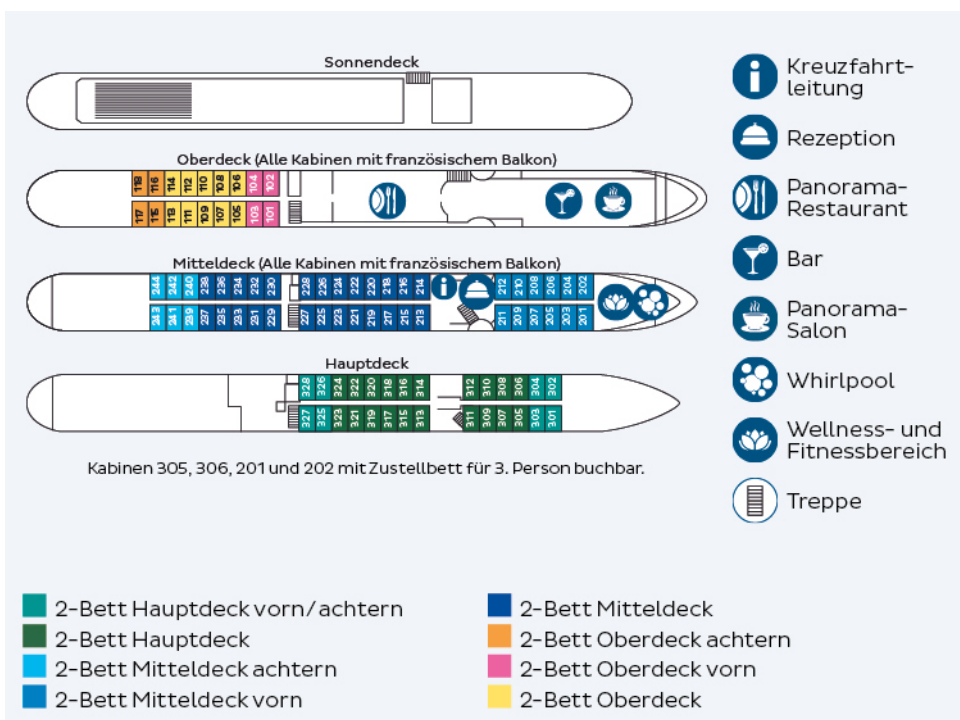 Sonnendeck
Oberdeck (Alle Kabinen mit französischem Balkon)
118 116 114 112 110 108 106 104 102
117 115 113 111 109 107 105 103 101
Mitteldeck (Alle Kabinen mit französischem Balkon)
244 242 240 238 236 234 232 230 228 226 224 222 220 218 216 214 212 210 208 206 204 202
243 241 239 237 235 233 231 229 227 225 223 221 219 217 215 213 211 209 207 205 203 201
Hauptdeck
328 326 324 322 320 318 316 314 312 310 308 306 304 302
327 325 323 321 319 317 315 313 311 309 307 305 303 301
Kabinen 305, 306, 201 und 202 mit Zustellbett für 3. Person buchbar.
Kreuzfahrt-
leitung
Rezeption
Panorama-
Restaurant
Bar
Panorama-
Salon
Whirlpool
Wellness- und
Fitnessbereich
Treppe
2-Bett Hauptdeck vorn/achtern
2-Bett Hauptdeck
2-Bett Mitteldeck achtern
2-Bett Mitteldeck vorn
2-Bett Mitteldeck
2-Bett Oberdeck achtern
2-Bett Oberdeck vorn
2-Bett Oberdeck